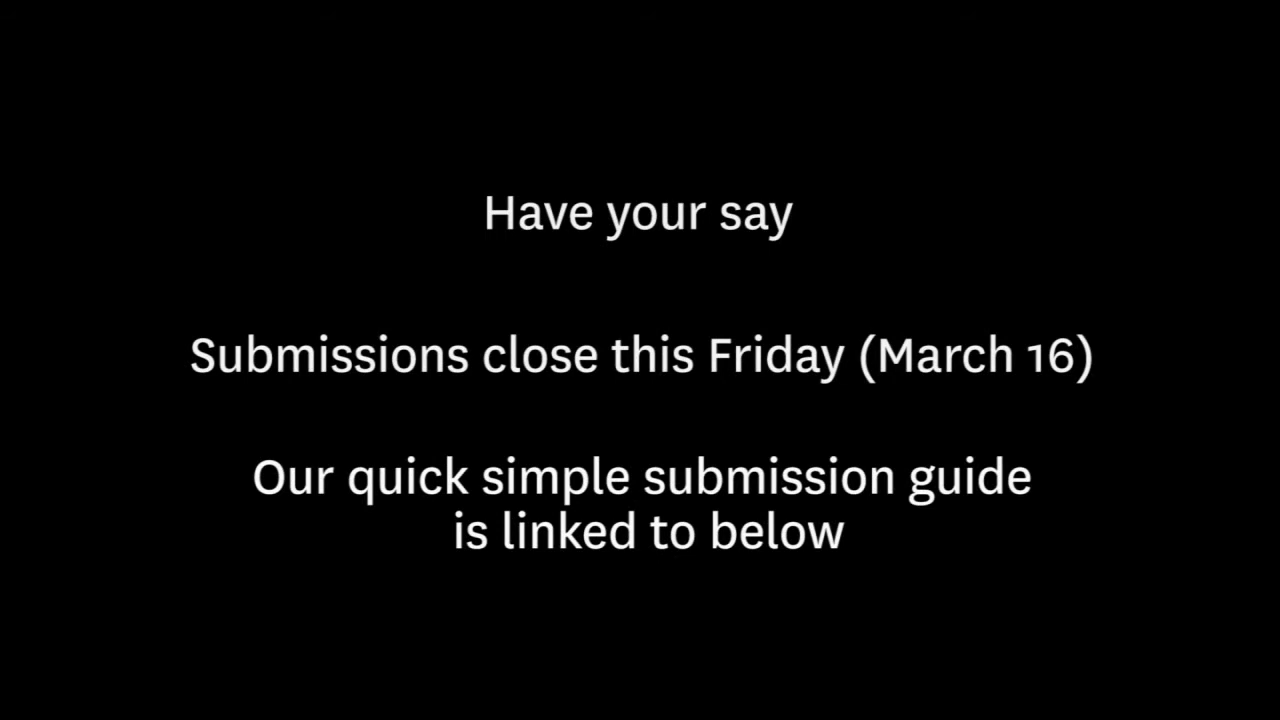 Have your say
Submissions close this Friday (March 16)
Our quick simple submission guide
is linked to below